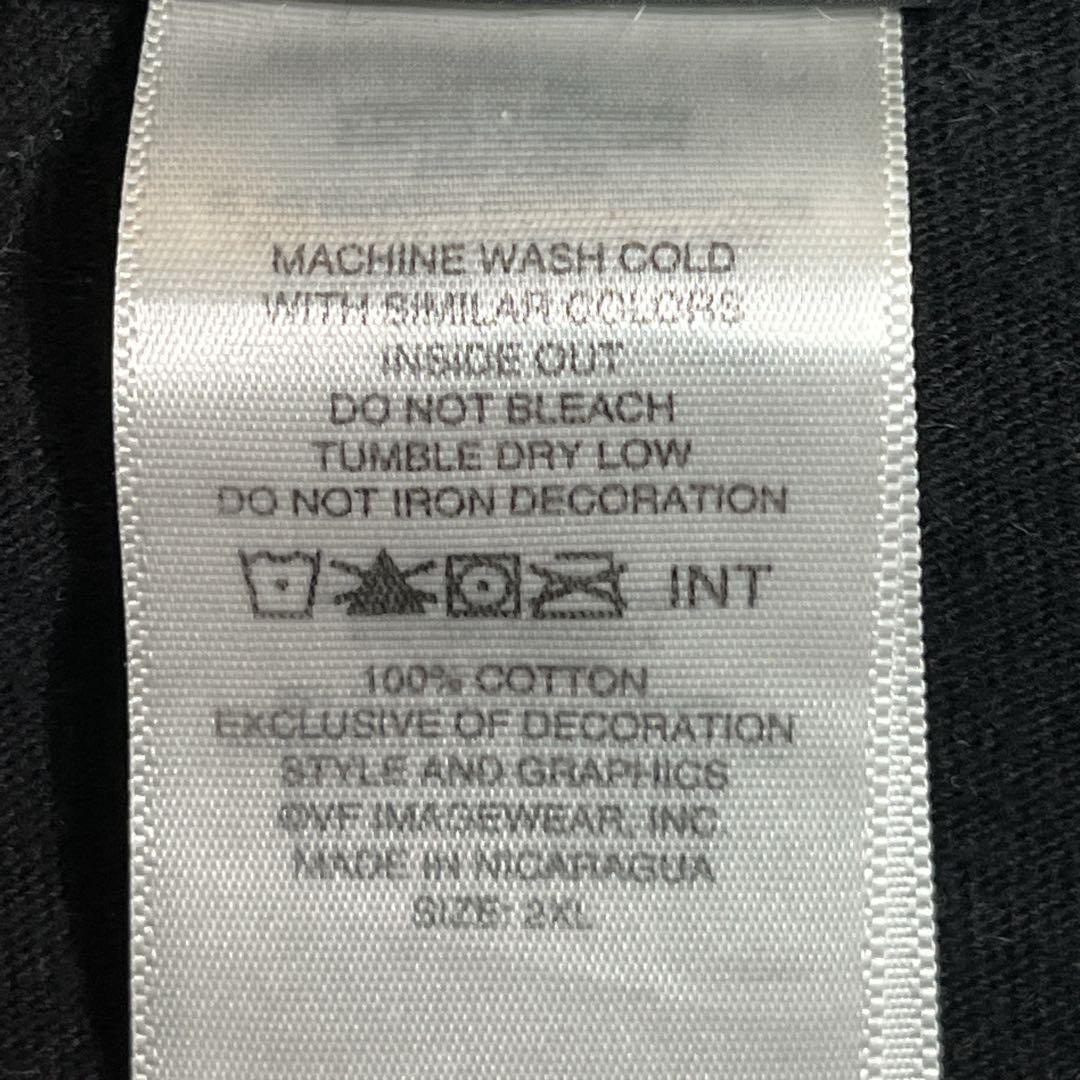 MACHINE WASH COLD
WITH SIMILAR COLORS
INSIDE OUT
DO NOT BLEACH
TUMBLE DRY LOW
DO NOT IRON DECORATION
INT
100% COTTON
EXCLUSIVE OF DECORATION
STYLE AND GRAPHICS
©VF IMAGEWEAR, INC.
MADE IN NICARAGUA
SIZE: 2XL